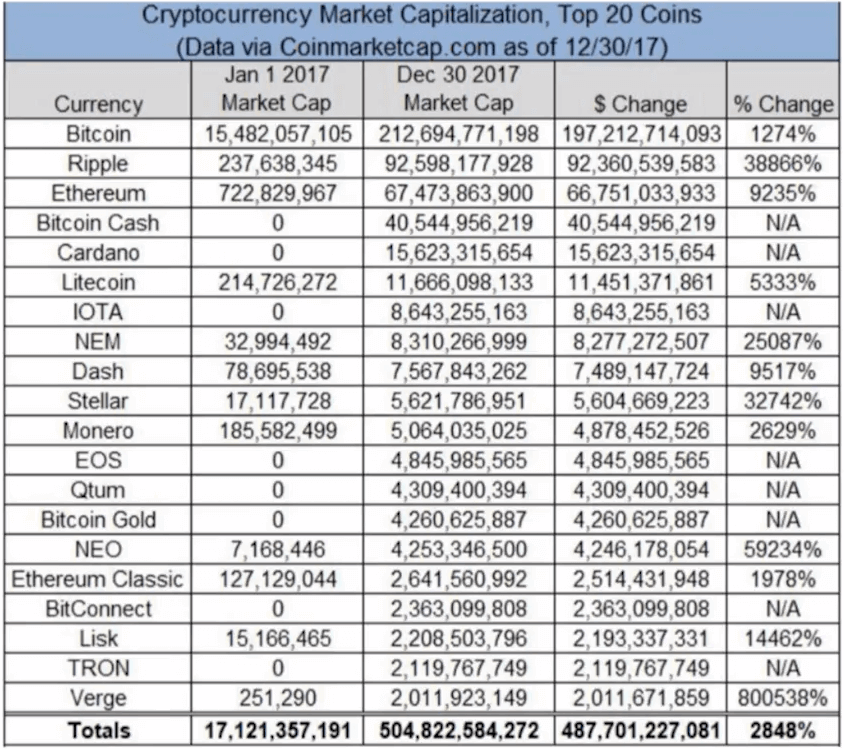 Cryptocurrency Market Capitalization, Top 20 Coins
(Data via Coinmarketcap.com as of 12/30/17)
Currency Jan 1 2017 Market Cap Dec 30 2017 Market Cap $ Change % Change
Bitcoin 15,482,057,105 212,694,771,198 197,212,714,093 1274%
Ripple 237,638,345 92,598,177,928 92,360,539,583 38866%
Ethereum 722,829,967 67,473,863,900 66,751,033,933 9235%
Bitcoin Cash 0 40,544,956,219 40,544,956,219 N/A
Cardano 0 15,623,315,654 15,623,315,654 N/A
Litecoin 214,726,272 11,666,098,133 11,451,371,861 5333%
IOTA 0 8,643,255,163 8,643,255,163 N/A
NEM 32,994,492 8,310,266,999 8,277,272,507 25087%
Dash 78,695,538 7,567,843,262 7,489,147,724 9517%
Stellar 17,117,728 5,621,786,951 5,604,669,223 32742%
Monero 185,582,499 5,064,035,025 4,878,452,526 2629%
EOS 0 4,845,985,565 4,845,985,565 N/A
Qtum 0 4,309,400,394 4,309,400,394 N/A
Bitcoin Gold 0 4,260,625,887 4,260,625,887 N/A
NEO 7,168,446 4,253,346,500 4,246,178,054 59234%
Ethereum Classic 127,129,044 2,641,560,992 2,514,431,948 1978%
BitConnect 0 2,363,099,808 2,363,099,808 N/A
Lisk 15,166,465 2,208,503,796 2,193,337,331 14462%
TRON 0 2,119,767,749 2,119,767,749 N/A
Verge 251,290 2,011,923,149 2,011,671,859 800538%
Totals 17,121,357,191 504,822,584,272 487,701,227,081 2848%